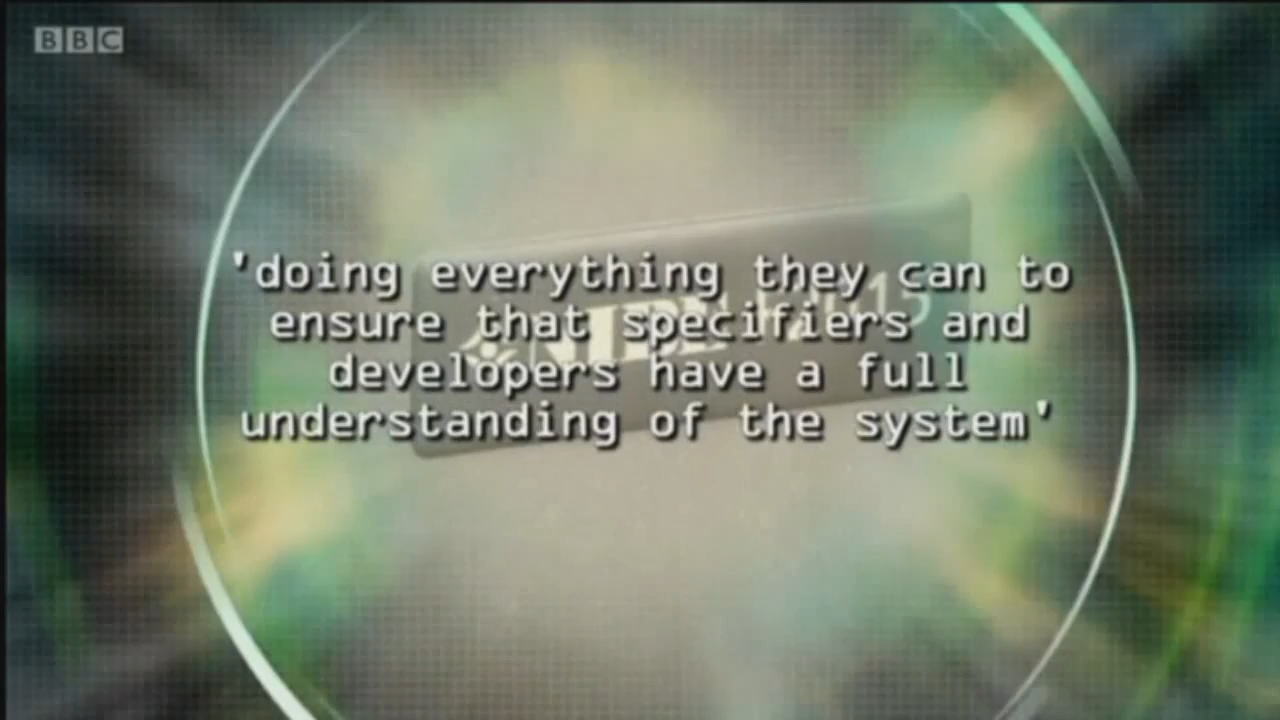 BBC
'doing everything they can to
ensure that specifiers and
developers have a full
understanding of the system'